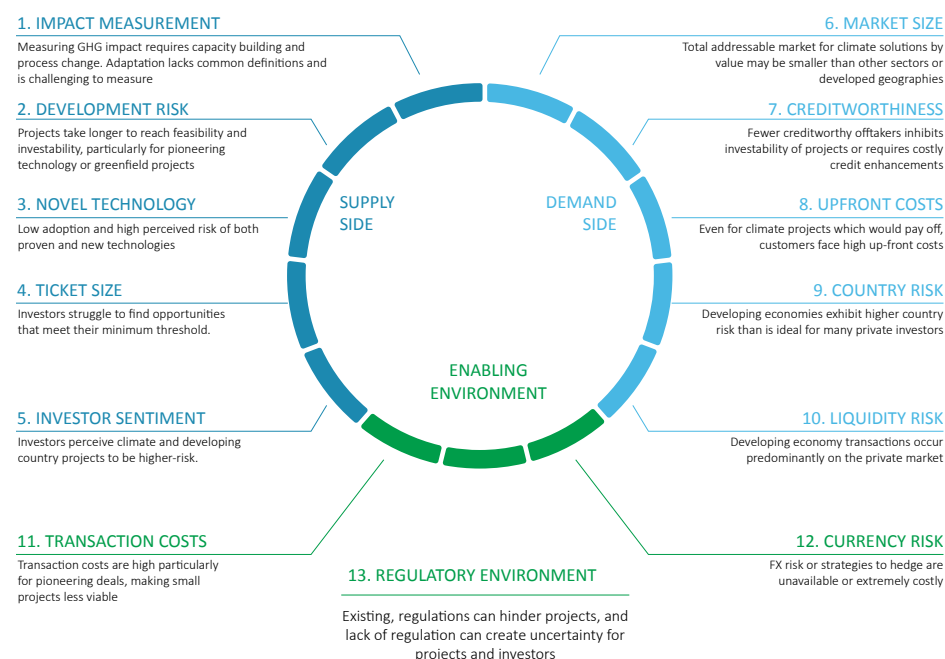 1. IMPACT MEASUREMENT
Measuring GHG impact requires capacity building and
process change. Adaptation lacks common definitions and
is challenging to measure
2. DEVELOPMENT RISK
Projects take longer to reach feasibility and
investability, particularly for pioneering
technology or greenfield projects
3. NOVEL TECHNOLOGY
Low adoption and high perceived risk of both
proven and new technologies
4. TICKET SIZE
Investors struggle to find opportunities
that meet their minimum threshold.
5. INVESTOR SENTIMENT
Investors perceive climate and developing
country projects to be higher-risk.
SUPPLY
SIDE
DEMAND
SIDE
ENABLING
ENVIRONMENT
6. MARKET SIZE
Total addressable market for climate solutions by
value may be smaller than other sectors or
developed geographies
7. CREDITWORTHINESS
Fewer creditworthy offtakers inhibits
investability of projects or requires costly
credit enhancements
8. UPFRONT COSTS
Even for climate projects which would pay off,
customers face high up-front costs
9. COUNTRY RISK
Developing economies exhibit higher country
risk than is ideal for many private investors
10. LIQUIDITY RISK
Developing economy transactions occur
predominantly on the private market
11. TRANSACTION COSTS
Transaction costs are high particularly
for pioneering deals, making small
projects less viable
12. CURRENCY RISK
FX risk or strategies to hedge are
unavailable or extremely costly
13. REGULATORY ENVIRONMENT
Existing, regulations can hinder projects, and
lack of regulation can create uncertainty for
projects and investors